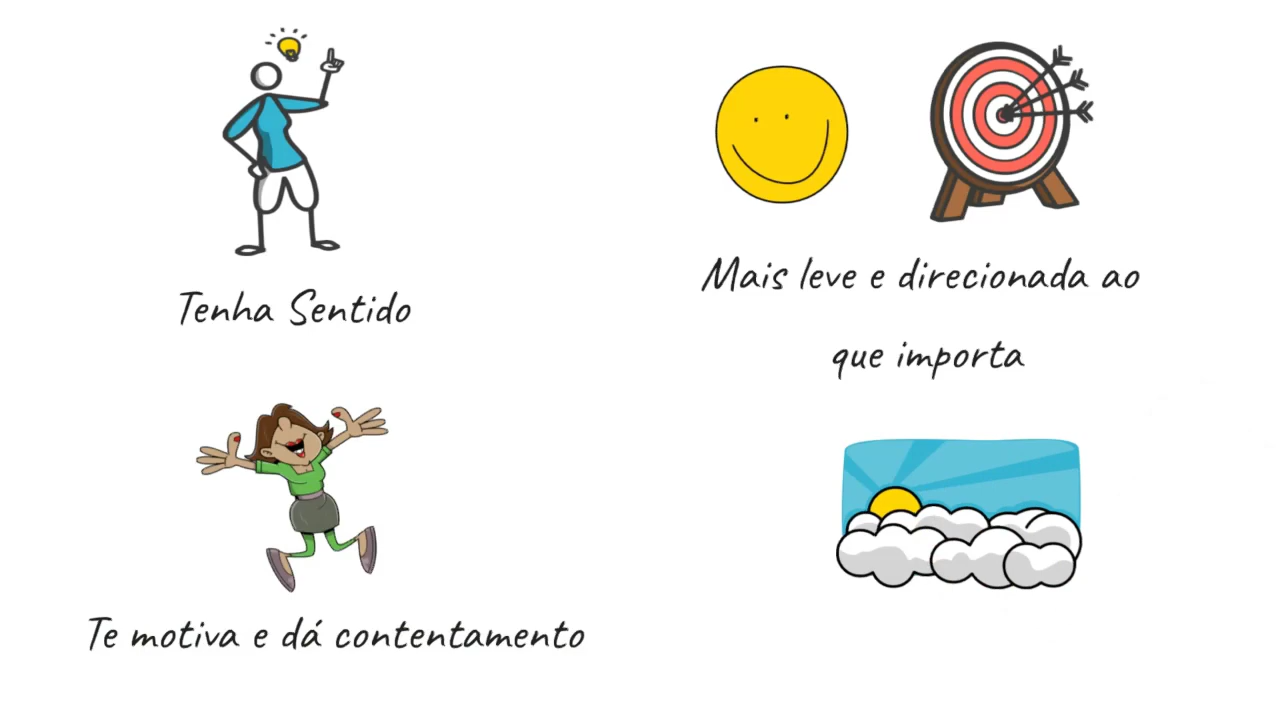 Tenha Sentido
Mais leve e direcionada ao
que importa
Te motiva e dá contentamento